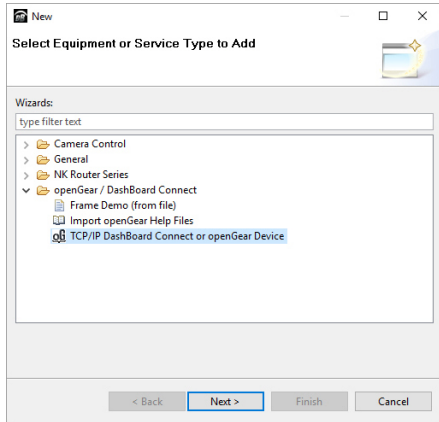 New
Select Equipment or Service Type to Add
Wizards:
type filter text
Camera Control
General
NK Router Series
openGear / DashBoard Connect
Frame Demo (from file)
Import openGear Help Files
oG TCP/IP DashBoard Connect or openGear Device
< Back Next > Finish Cancel